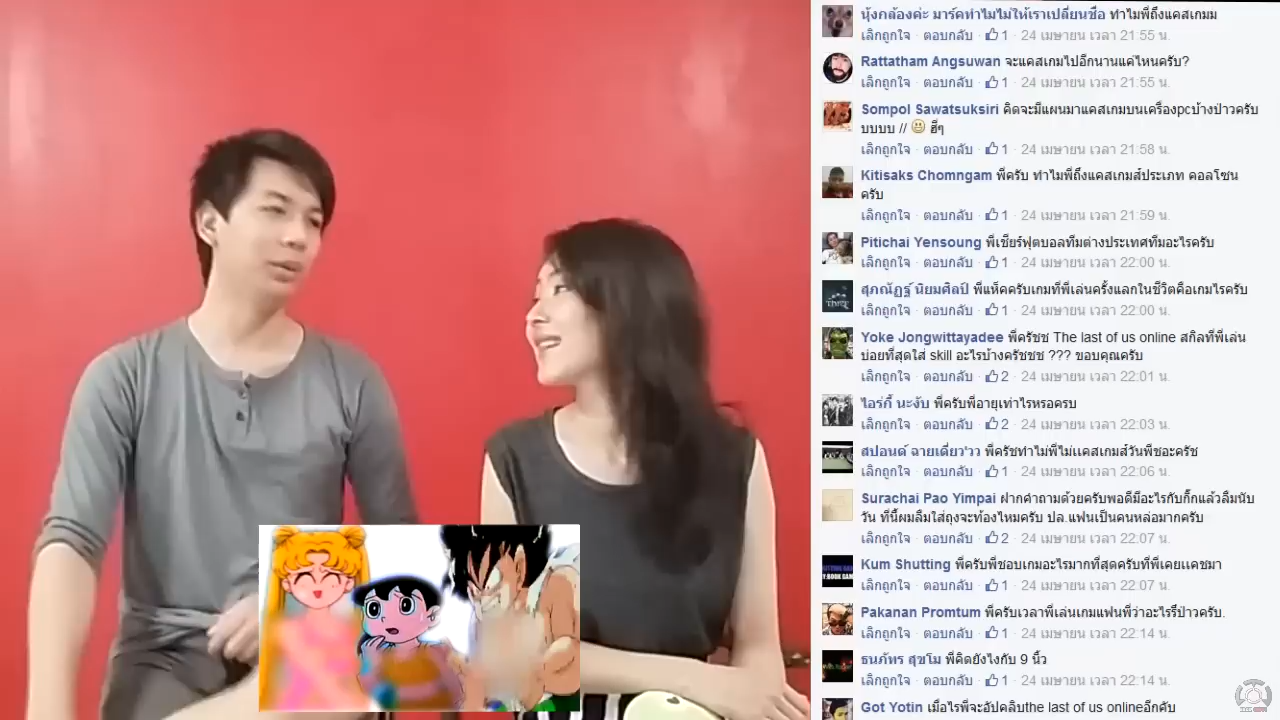 นุ้งกล้องค่ะ มาร์คทำไมไม่ให้เราเปลี่ยนชื่อ ทำไมพี่ถึงแคสเกมม
เลิกถูกใจ · ตอบกลับ · 1 · 24 เมษายน เวลา 21:55 น.
Rattatham Angsuwan จะแคสเกมไปอีกนานแค่ไหนครับ?
เลิกถูกใจ · ตอบกลับ · 1 · 24 เมษายน เวลา 21:55 น.
Sompol Sawatsuksiri คิดจะมีแผนมาแคสเกมบนเครื่องpcบ้างป่าวครับ
บบบบ // 😃 ฮี่ๆ
เลิกถูกใจ · ตอบกลับ · 1 · 24 เมษายน เวลา 21:58 น.
Kitisaks Chomngam พี่ครับ ทำไมพี่ถึงแคสเกมส์ประเภท คอลโซน
ครับ
เลิกถูกใจ · ตอบกลับ · 1 · 24 เมษายน เวลา 21:59 น.
Pitichai Yensoung พี่เชียร์ฟุตบอลทีมต่างประเทศทีมอะไรครับ
เลิกถูกใจ · ตอบกลับ · 1 · 24 เมษายน เวลา 22:00 น.
สุภณัฏฐ์ นิยมศิลป์ พี่แห็คครับเกมที่พี่เล่นครั้งแลกในชีวิตคือเกมไรครับ
เลิกถูกใจ · ตอบกลับ · 1 · 24 เมษายน เวลา 22:00 น.
Yoke Jongwittayadee พี่ครัชช The last of us online สกิลที่พี่เล่น
บ่อยที่สุดใส่ skill อะไรบ้างครัชชช ??? ขอบคุณครับ
เลิกถูกใจ · ตอบกลับ · 2 · 24 เมษายน เวลา 22:01 น.
ไอร์กี้ นะงับ พี่ครับพี่อายุเท่าไรหรอครบบ
เลิกถูกใจ · ตอบกลับ · 2 · 24 เมษายน เวลา 22:03 น.
สปอนด์ ฉายเดี่ยว'าว พี่ครัชทำไม่พี่ไม่เเคสเกมส์วันพีชอะครัช
เลิกถูกใจ · ตอบกลับ · 1 · 24 เมษายน เวลา 22:06 น.
Surachai Pao Yimpai ฝากคำถามด้วยครับพอดีมีอะไรกับกิ๊กแล้วลืมนับ
วัน ทีนี้ผมลืมใส่ถุงจะท้องไหมครับ ปล.แฟนเป็นคนหล่อมากครับ
เลิกถูกใจ · ตอบกลับ · 2 · 24 เมษายน เวลา 22:07 น.
Kum Shutting พี่ครับพี่ชอบเกมอะไรมากที่สุดครับที่พี่เคยเเคชมา
เลิกถูกใจ · ตอบกลับ · 1 · 24 เมษายน เวลา 22:07 น.
Pakanan Promtum พี่ครับเวลาพี่เล่นเกมแฟนพี่ว่าอะไรรึป่าวครับ.
เลิกถูกใจ · ตอบกลับ · 1 · 24 เมษายน เวลา 22:14 น.
ธนภัทร สุขโม พี่คิดยังไงกับ 9 นิ้ว
เลิกถูกใจ · ตอบกลับ · 1 · 24 เมษายน เวลา 22:14 น.
Got Yotin เมื่อไรพี่จะอัปคลิบthe last of us onlineอีกคับ